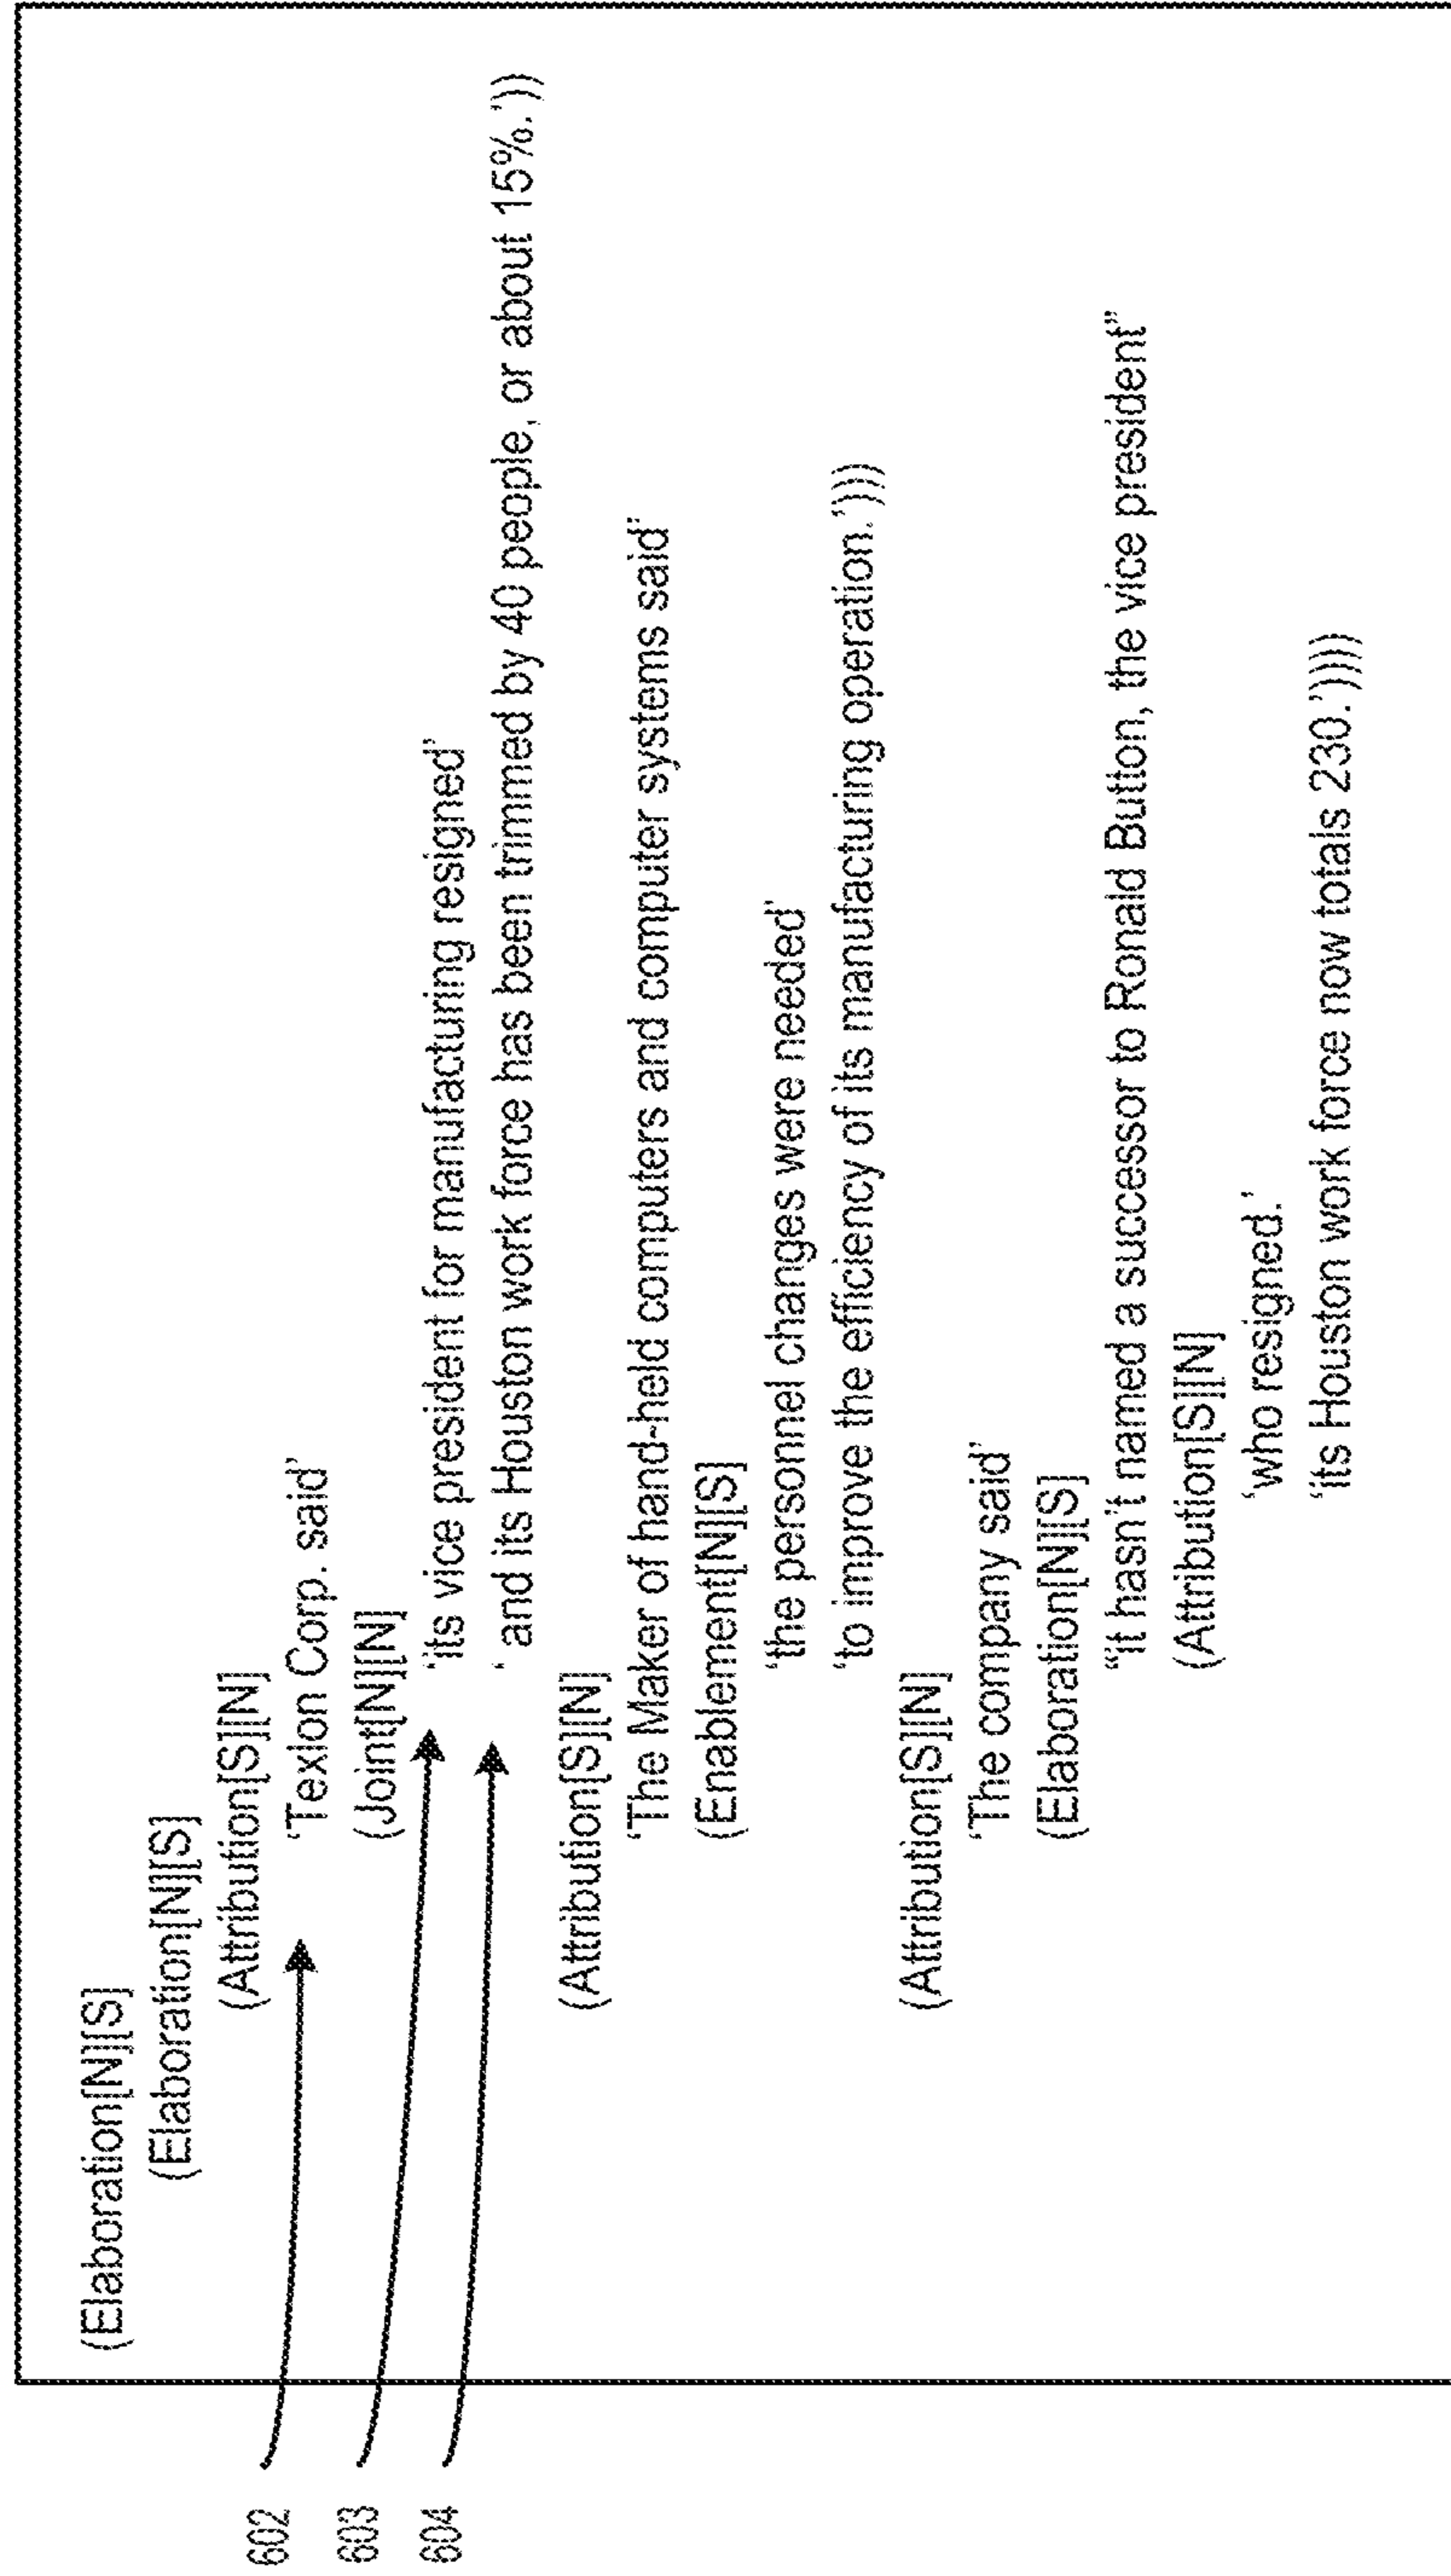 (Elaboration[N][S]
(Elaboration[N][S]
(Attribution[S][N]
602 'Texlon Corp. said'
(Joint[N][N]
603 'its vice president for manufacturing resigned'
604 ' and its Houston work force has been trimmed by 40 people, or about 15%.'))
(Attribution[S][N]
'The Maker of hand-held computers and computer systems said'
(Enablement[N][S]
'the personnel changes were needed'
'to improve the efficiency of its manufacturing operation.')))
(Attribution[S][N]
'The company said'
(Elaboration[N][S]
"it hasn't named a successor to Ronald Button, the vice president"
(Attribution[S][N]
'who resigned.'
'its Houston work force now totals 230.')))))